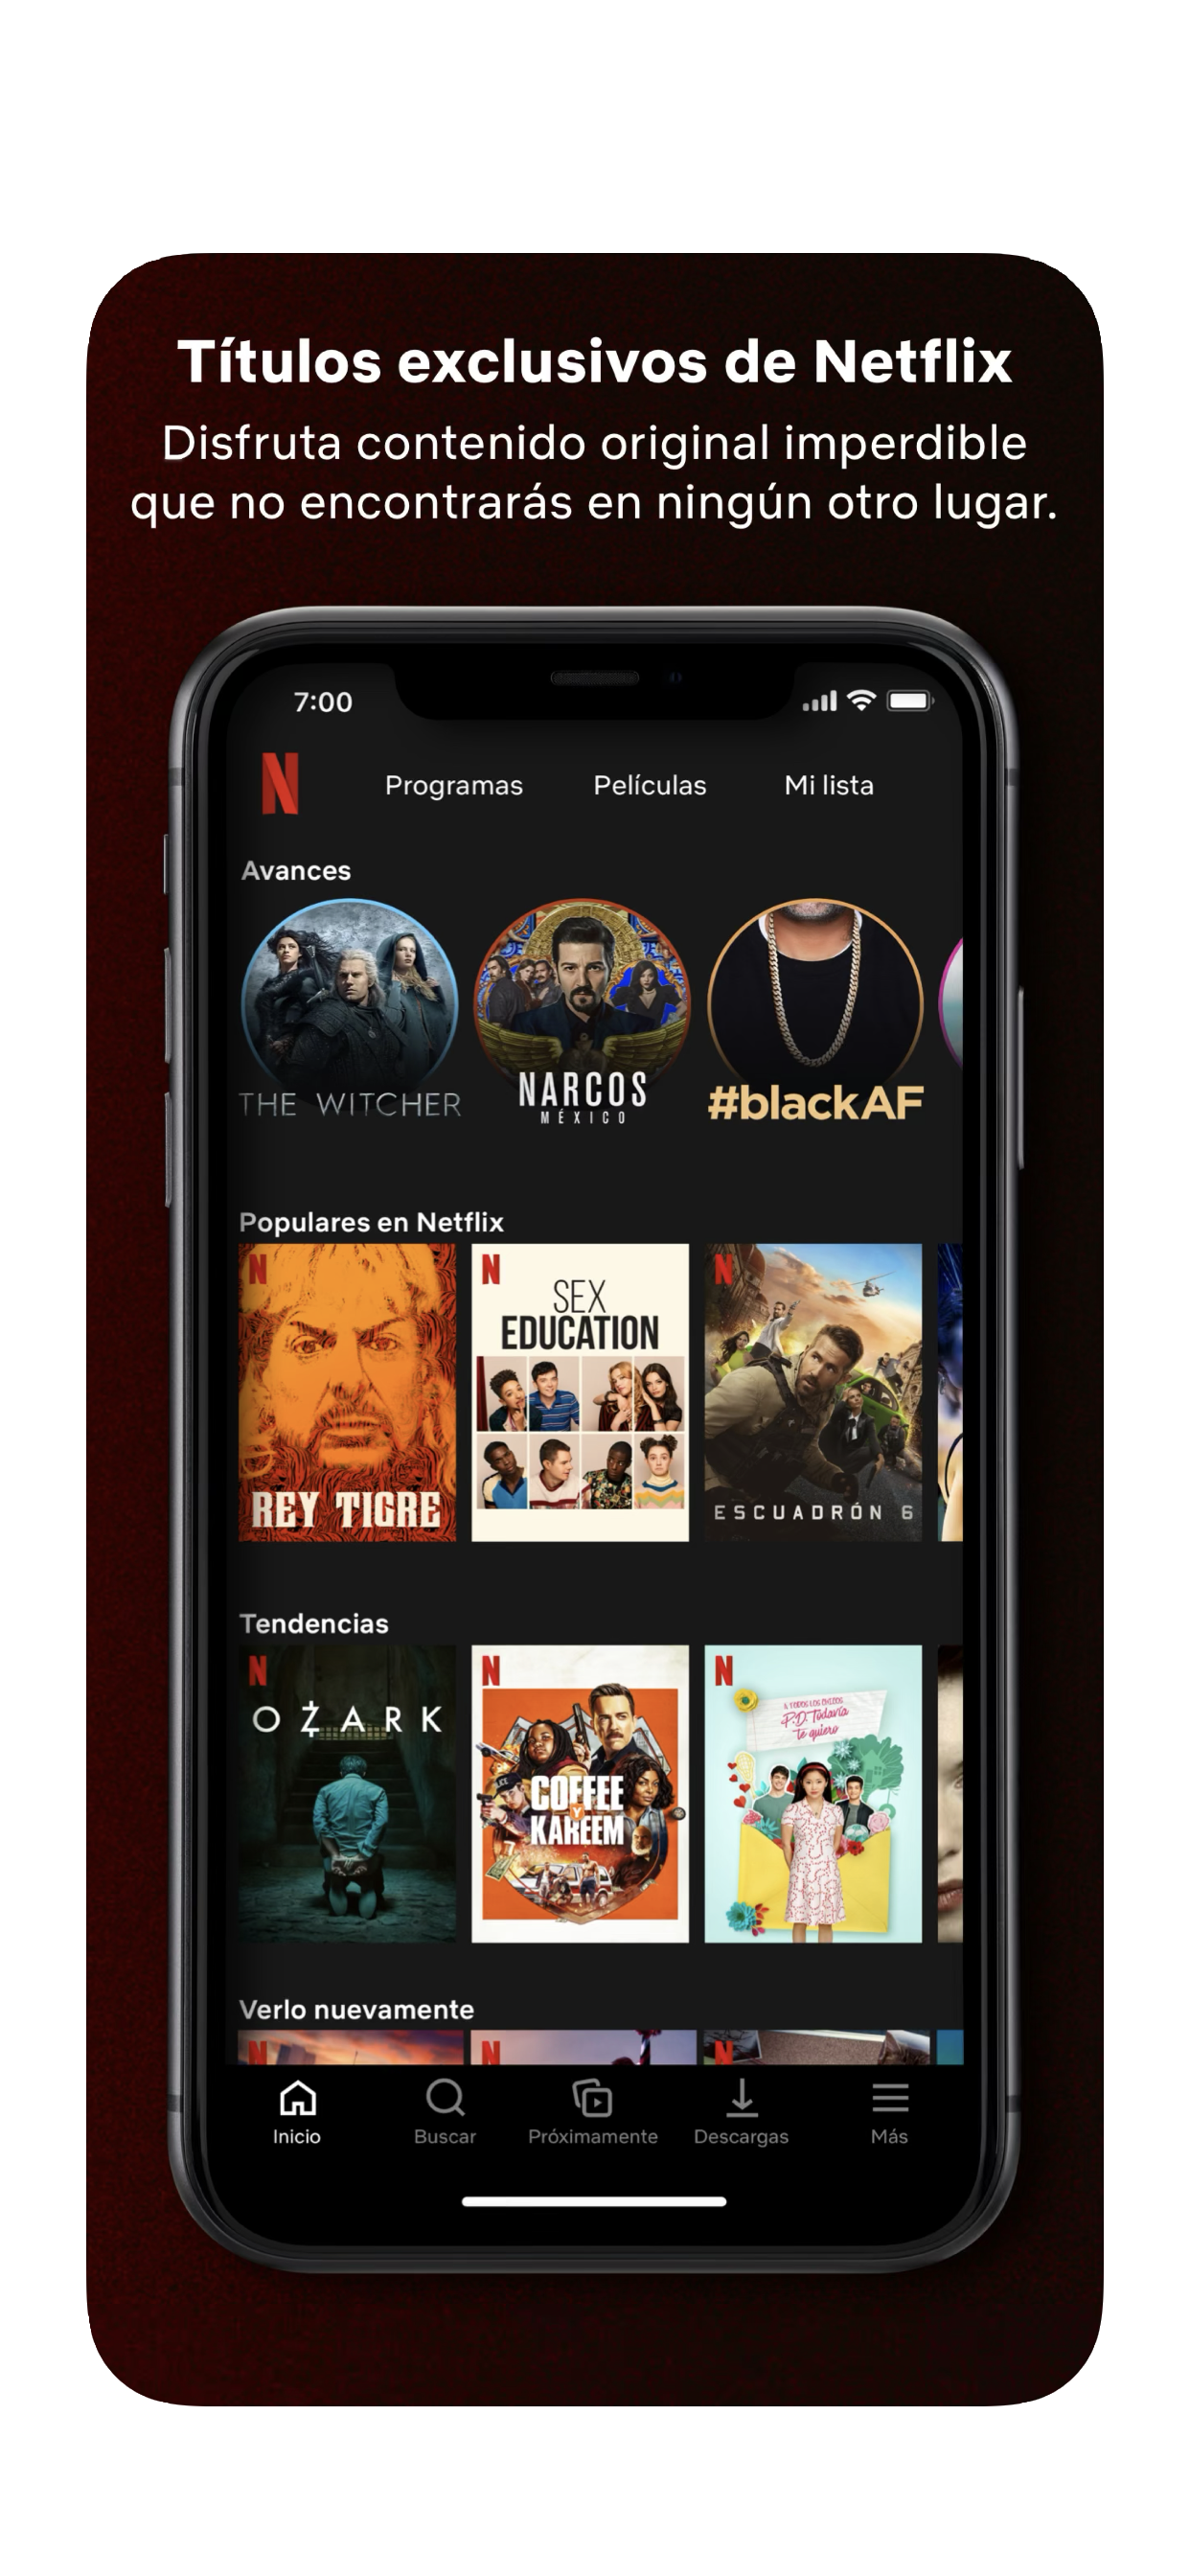 Títulos exclusivos de Netflix
Disfruta contenido original imperdible
que no encontrarás en ningún otro lugar.
7:00
N
Programas Películas Mi lista
Avances
THE WITCHER
NARCOS
MÉXICO
#blackAF
Populares en Netflix
N
REY TIGRE
N
SEX
EDUCATION
N
ESCUADRÓN 6
Tendencias
N
OZARK
N
COFFEE
Y
KAREEM
N
A TODOS LOS CHICOS
P.D. Todavía
te quiero
Verlo nuevamente
N
N
N
Inicio Buscar Próximamente Descargas Más